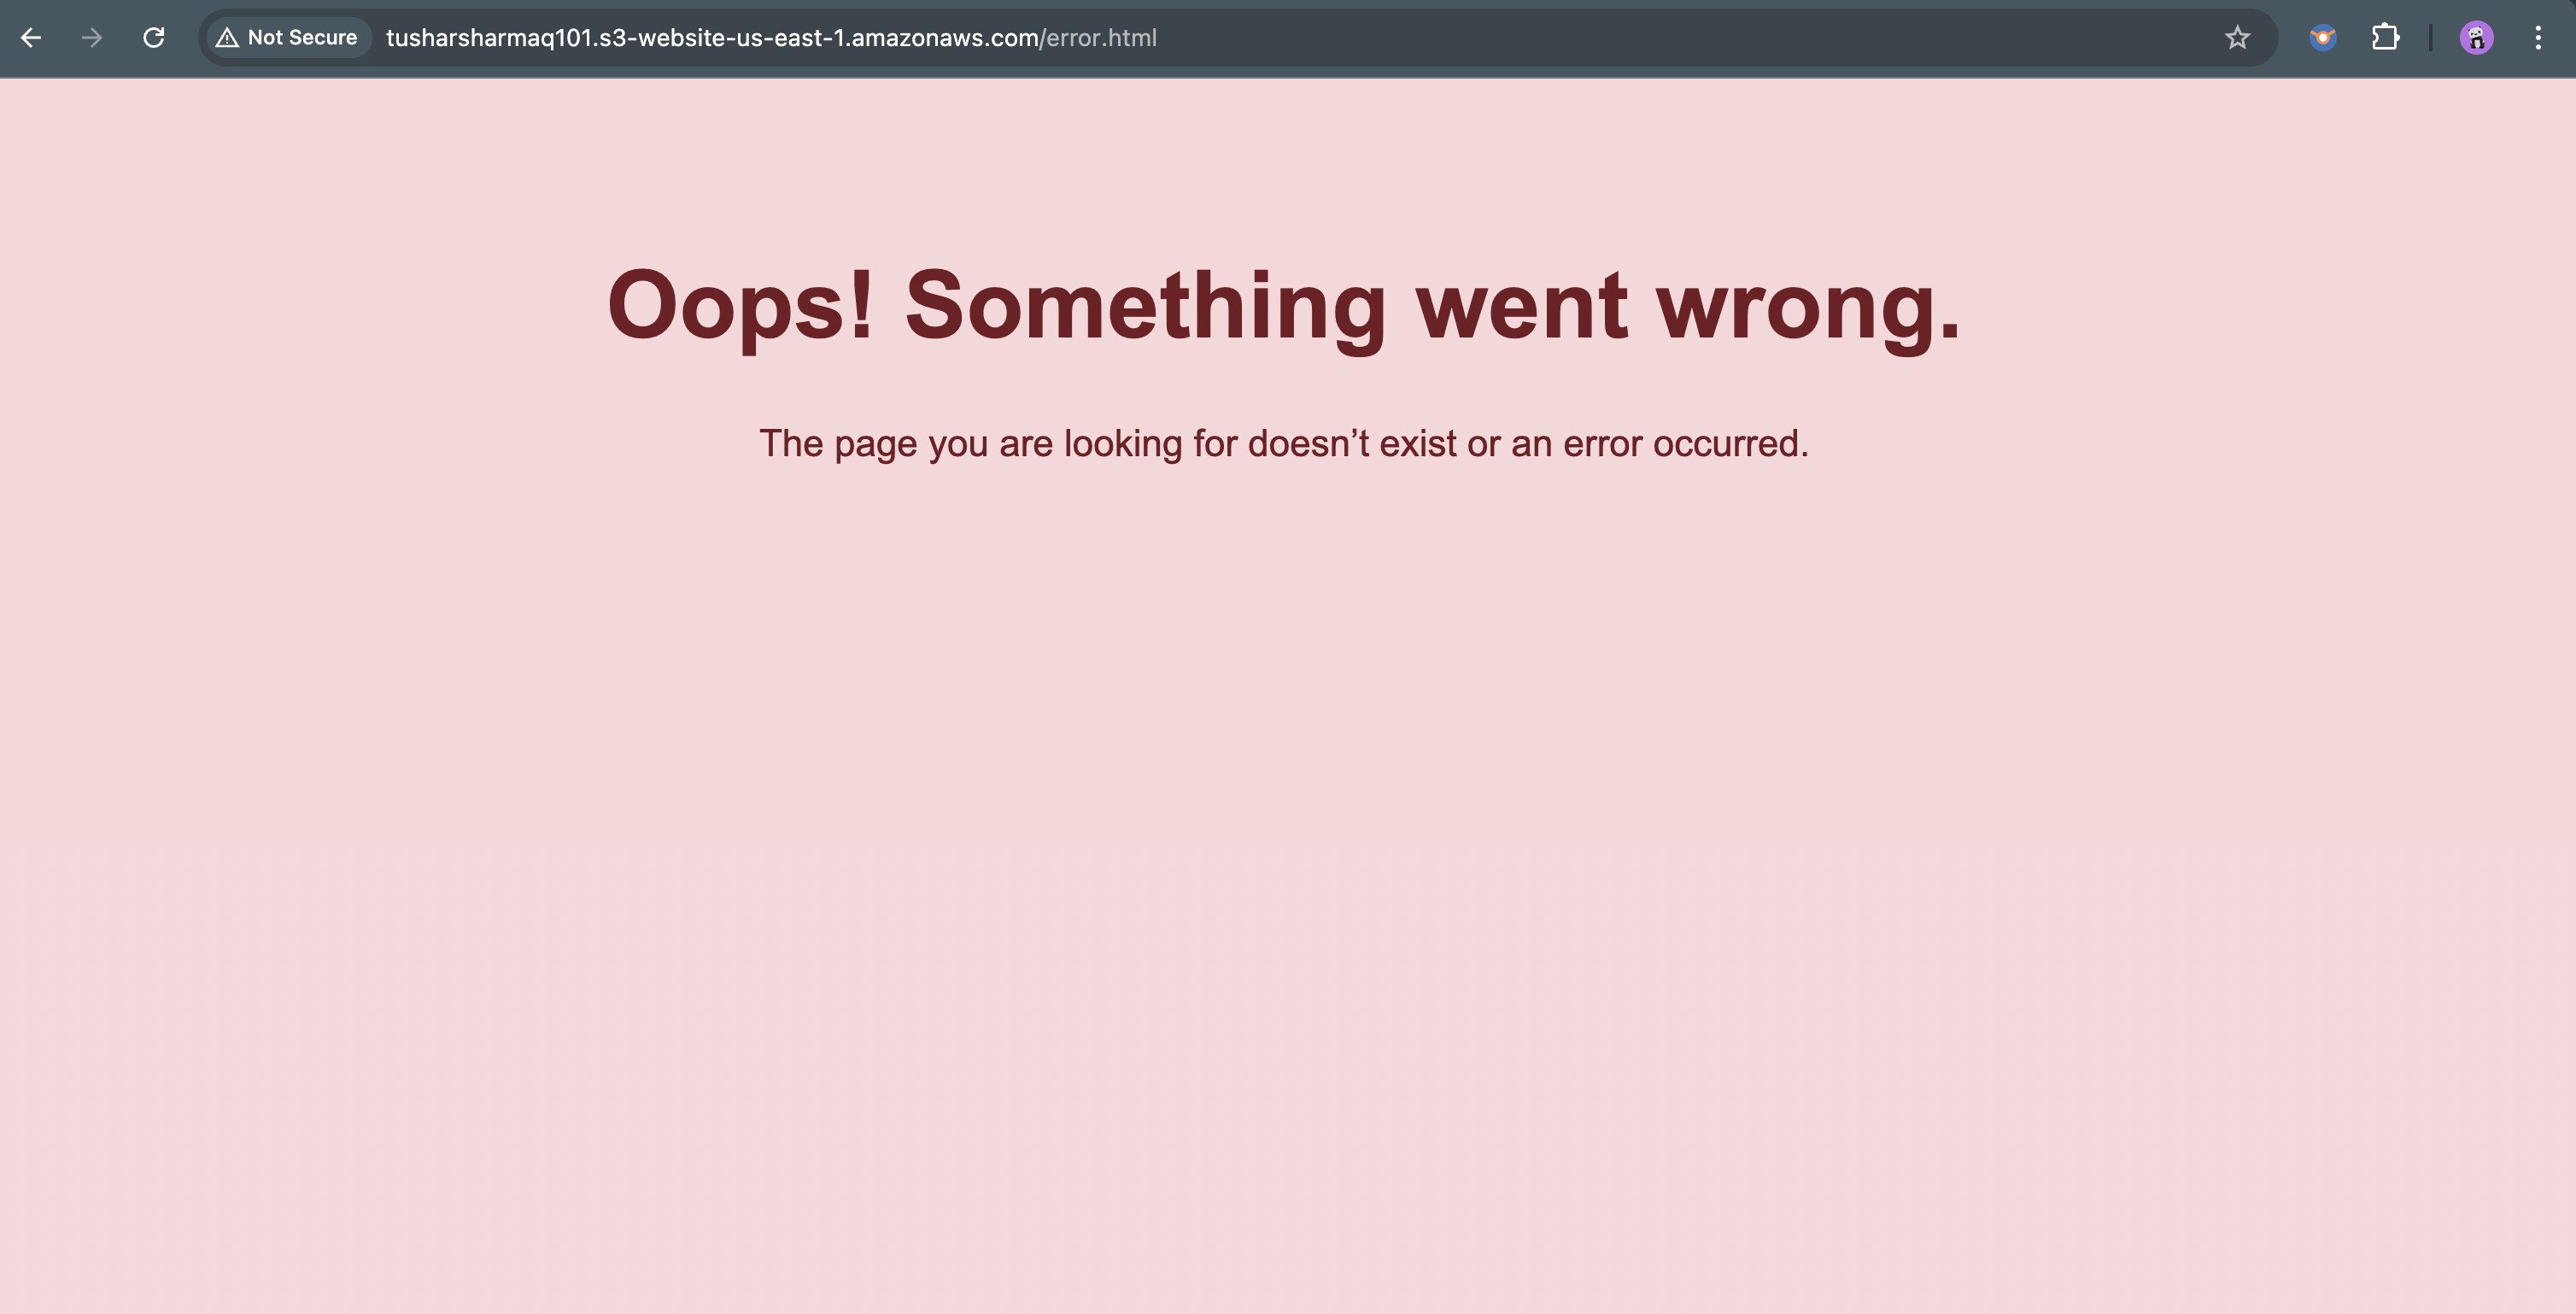 Not Secure tusharsharmaq101.s3-website-us-east-1.amazonaws.com/error.html
Oops! Something went wrong.
The page you are looking for doesn’t exist or an error occurred.